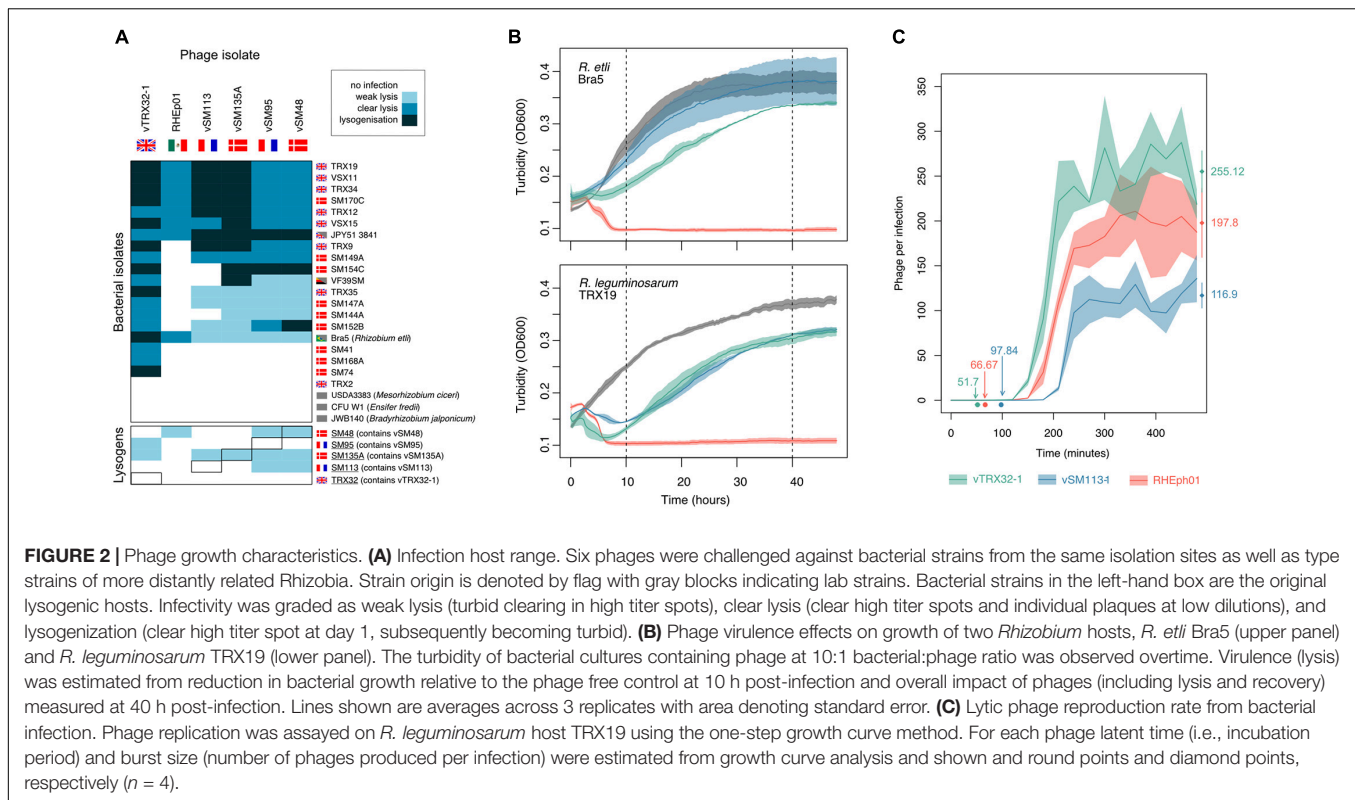 A
Phage isolate
vTRX32-1
RHEp01
vSM113
vSM135A
vSM95
vSM48
no infection
weak lysis
clear lysis
lysogenisation
Bacterial isolates
TRX19
VSX11
TRX34
SM170C
TRX12
VSX15
JPY51 3841
TRX9
SM149A
SM154C
VF39SM
TRX35
SM147A
SM144A
SM152B
Bra5 (Rhizobium etli)
SM41
SM168A
SM74
TRX2
USDA3383 (Mesorhizobium ciceri)
CFU W1 (Ensifer fredii)
JWB140 (Bradyrhizobium jalponicum)
Lysogens
SM48 (contains vSM48)
SM95 (contains vSM95)
SM135A (contains vSM135A)
SM113 (contains vSM113)
TRX32 (contains vTRX32-1)
B
R. etli
Bra5
Turbidity (OD600)
0.4
0.3
0.2
0.1
R. leguminosarum
TRX19
Turbidity (OD600)
0.4
0.3
0.2
0.1
0 10 20 30 40
Time (hours)
C
Phage per infection
350
300
250
200
150
100
50
0
255.12
197.8
116.9
97.84
66.67
51.7
0 100 200 300 400
Time (minutes)
vTRX32-1 vSM113-1 RHEph01
FIGURE 2 | Phage growth characteristics. (A) Infection host range. Six phages were challenged against bacterial strains from the same isolation sites as well as type
strains of more distantly related Rhizobia. Strain origin is denoted by flag with gray blocks indicating lab strains. Bacterial strains in the left-hand box are the original
lysogenic hosts. Infectivity was graded as weak lysis (turbid clearing in high titer spots), clear lysis (clear high titer spots and individual plaques at low dilutions), and
lysogenization (clear high titer spot at day 1, subsequently becoming turbid). (B) Phage virulence effects on growth of two Rhizobium hosts, R. etli Bra5 (upper panel)
and R. leguminosarum TRX19 (lower panel). The turbidity of bacterial cultures containing phage at 10:1 bacterial:phage ratio was observed overtime. Virulence (lysis)
was estimated from reduction in bacterial growth relative to the phage free control at 10 h post-infection and overall impact of phages (including lysis and recovery)
measured at 40 h post-infection. Lines shown are averages across 3 replicates with area denoting standard error. (C) Lytic phage reproduction rate from bacterial
infection. Phage replication was assayed on R. leguminosarum host TRX19 using the one-step growth curve method. For each phage latent time (i.e., incubation
period) and burst size (number of phages produced per infection) were estimated from growth curve analysis and shown and round points and diamond points,
respectively (n = 4).